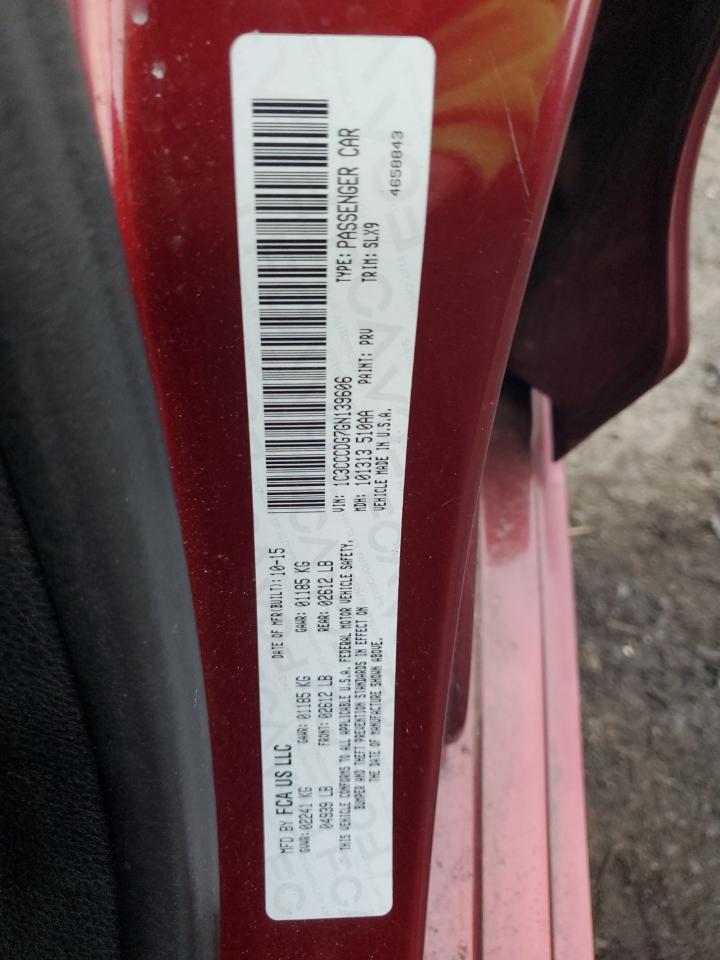 MFD BY FCA US LLC DATE OF MFR(BUILT): 10-15
GVWR: 02241 KG GAWR: 01185 KG GAWR: 01185 KG
04939 LB FRONT: 02612 LB REAR: 02612 LB
THIS VEHICLE CONFORMS TO ALL APPLICABLE U.S.A. FEDERAL MOTOR VEHICLE SAFETY,
BUMPER AND THEFT PREVENTION STANDARDS IN EFFECT ON
THE DATE OF MANUFACTURE SHOWN ABOVE.
VIN: 1C3CCCDG7GN139606 TYPE: PASSENGER CAR
MDH: 101313 510AA PAINT: PRV TRIM: SLX9
VEHICLE MADE IN U.S.A.
4658843